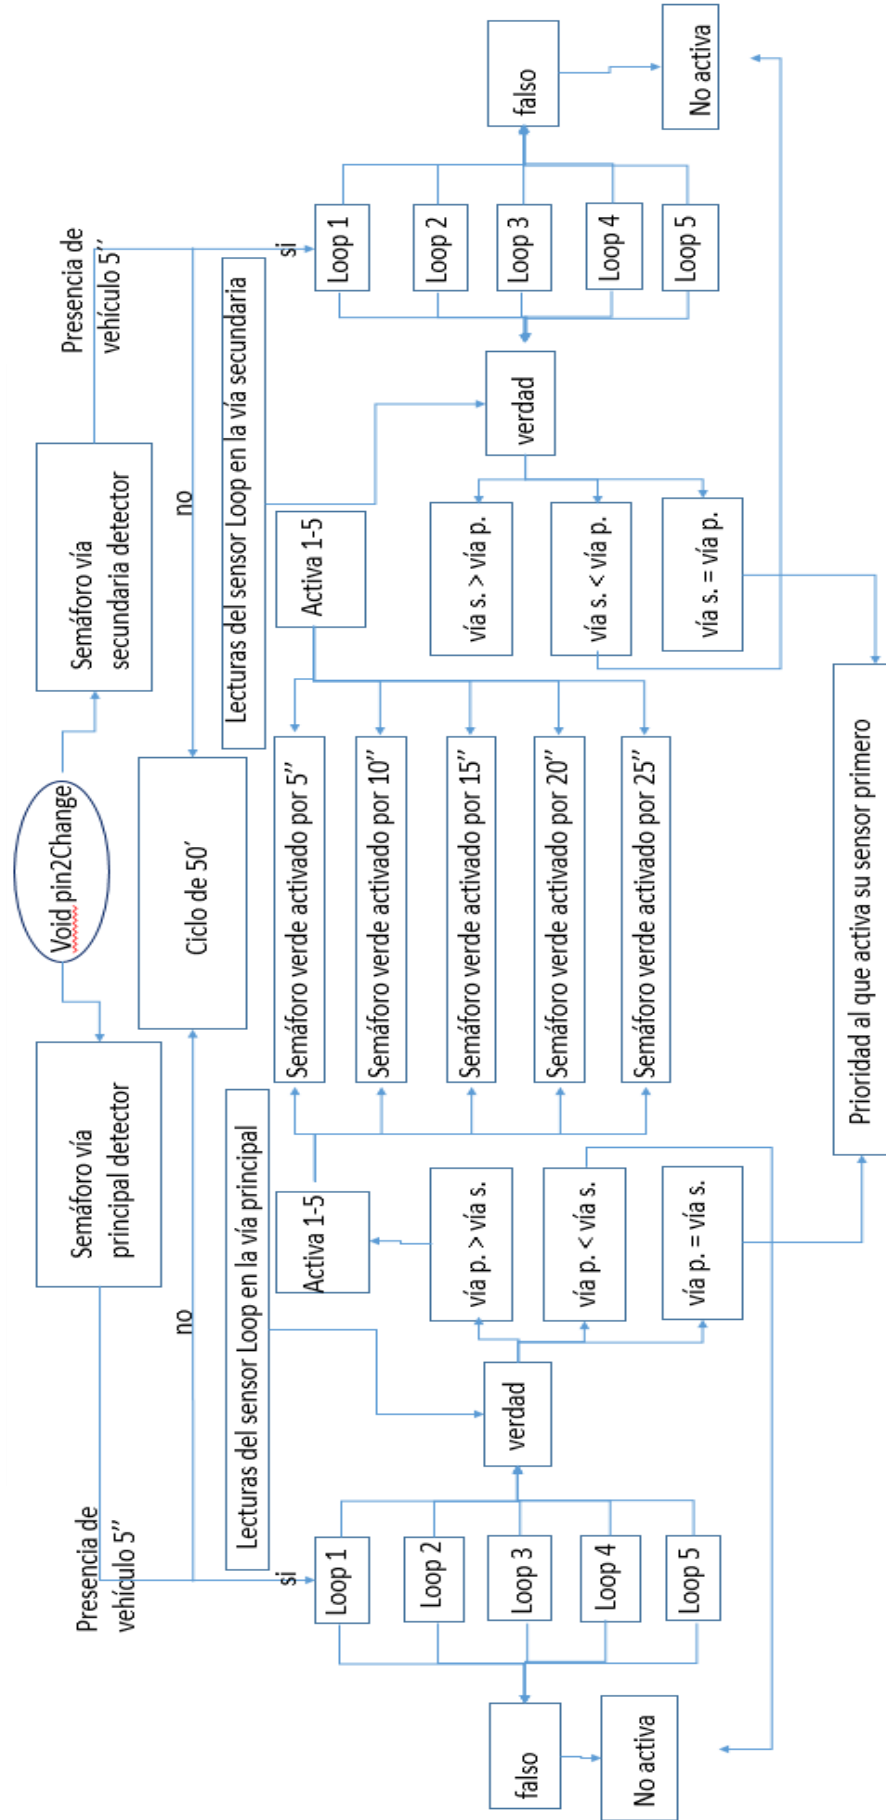 Void pin2Change
Semáforo vía
principal detector
Semáforo vía
secundaria detector
Presencia de
vehículo 5’’
Presencia de
vehículo 5’’
Ciclo de 50´
no
no
Lecturas del sensor Loop en la vía principal
Lecturas del sensor Loop en la vía secundaria
si
si
Loop 1
Loop 2
Loop 3
Loop 4
Loop 5
falso
No activa
verdad
vía p. > vía s.
vía p. < vía s.
vía p. = vía s.
Activa 1-5
Semáforo verde activado por 5’’
Semáforo verde activado por 10’’
Semáforo verde activado por 15’’
Semáforo verde activado por 20’’
Semáforo verde activado por 25’’
Activa 1-5
vía s. > vía p.
vía s. < vía p.
vía s. = vía p.
verdad
Loop 1
Loop 2
Loop 3
Loop 4
Loop 5
falso
No activa
Prioridad al que activa su sensor primero